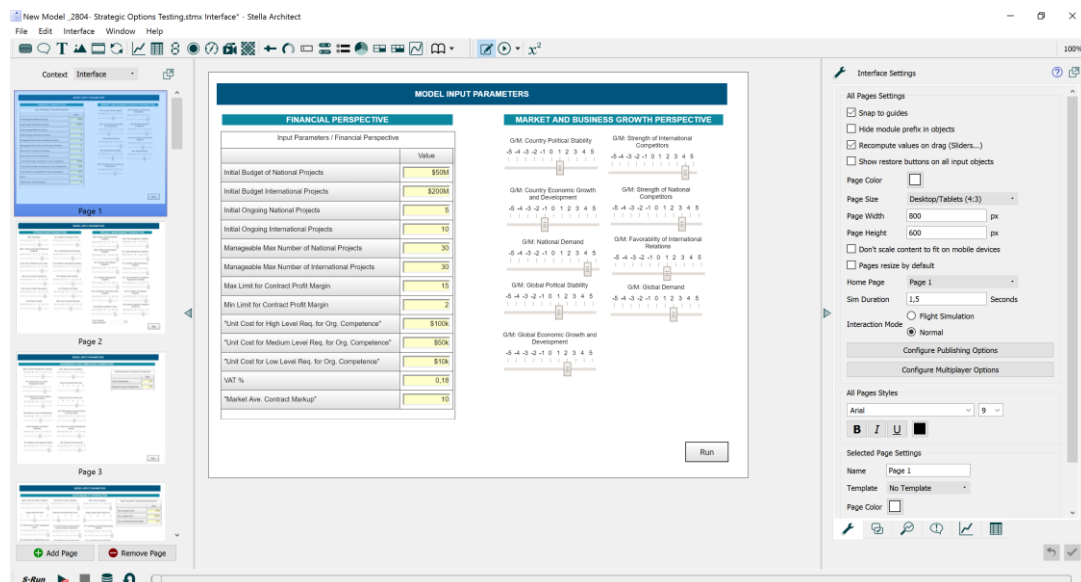 New Model _2804- Strategic Options Testing.stmx Interface* - Stella Architect
File Edit Interface Window Help
100%
Context Interface
Page 1
Page 2
Page 3
Add Page Remove Page
S-Run
MODEL INPUT PARAMETERS
FINANCIAL PERSPECTIVE
Input Parameters / Financial Perspective
Value
Initial Budget of National Projects $50M
Initial Budget International Projects $200M
Initial Ongoing National Projects 5
Initial Ongoing International Projects 10
Manageable Max Number of National Projects 30
Manageable Max Number of International Projects 30
Max Limit for Contract Profit Margin 15
Min Limit for Contract Profit Margin 2
"Unit Cost for High Level Req. for Org. Competence" $100k
"Unit Cost for Medium Level Req. for Org. Competence" $50k
"Unit Cost for Low Level Req. for Org. Competence" $10k
VAT % 0,18
"Market Ave. Contract Markup" 10
MARKET AND BUSINESS GROWTH PERSPECTIVE
G/M: Country Political Stability
-5 -4 -3 -2 -1 0 1 2 3 4 5
G/M: Strength of International
Competitors
-5 -4 -3 -2 -1 0 1 2 3 4 5
G/M: Country Economic Growth
and Development
-5 -4 -3 -2 -1 0 1 2 3 4 5
G/M: Strength of National
Competitors
-5 -4 -3 -2 -1 0 1 2 3 4 5
G/M: National Demand
-5 -4 -3 -2 -1 0 1 2 3 4 5
G/M: Favorability of International
Relations
-5 -4 -3 -2 -1 0 1 2 3 4 5
G/M: Global Political Stability
-5 -4 -3 -2 -1 0 1 2 3 4 5
G/M: Global Demand
-5 -4 -3 -2 -1 0 1 2 3 4 5
G/M: Global Economic Growth and
Development
-5 -4 -3 -2 -1 0 1 2 3 4 5
Run
Interface Settings
All Pages Settings
Snap to guides
Hide module prefix in objects
Recompute values on drag (Sliders...)
Show restore buttons on all input objects
Page Color
Page Size Desktop/Tablets (4:3)
Page Width 800 px
Page Height 600 px
Don't scale content to fit on mobile devices
Pages resize by default
Home Page Page 1
Sim Duration 1,5 Seconds
Interaction Mode Flight Simulation
Normal
Configure Publishing Options
Configure Multiplayer Options
All Pages Styles
Arial 9
B I U
Selected Page Settings
Name Page 1
Template No Template
Page Color